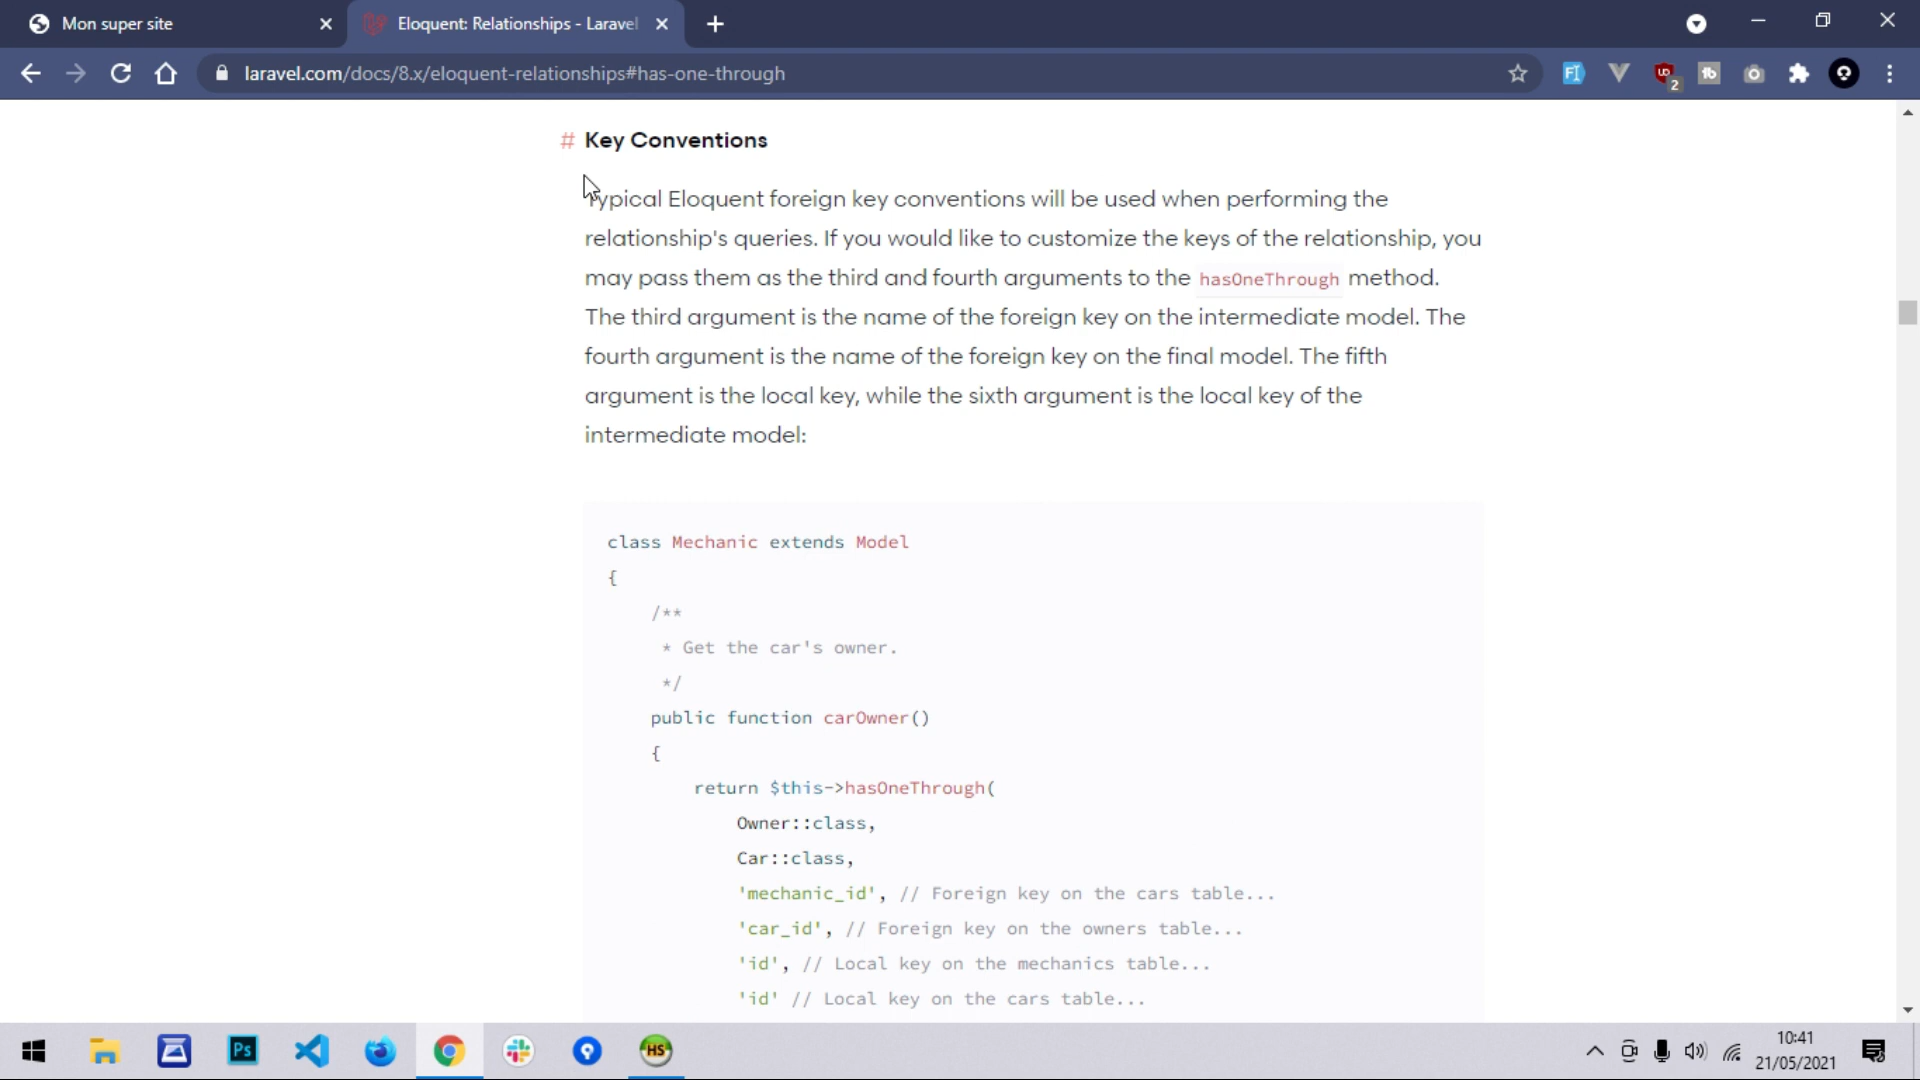 Mon super site
Eloquent: Relationships - Laravel
laravel.com/docs/8.x/eloquent-relationships#has-one-through
2
# Key Conventions
Typical Eloquent foreign key conventions will be used when performing the
relationship's queries. If you would like to customize the keys of the relationship, you
may pass them as the third and fourth arguments to the hasOneThrough method.
The third argument is the name of the foreign key on the intermediate model. The
fourth argument is the name of the foreign key on the final model. The fifth
argument is the local key, while the sixth argument is the local key of the
intermediate model:
class Mechanic extends Model
{
/**
* Get the car's owner.
*/
public function carOwner()
{
return $this->hasOneThrough(
Owner::class,
Car::class,
'mechanic_id', // Foreign key on the cars table...
'car_id', // Foreign key on the owners table...
'id', // Local key on the mechanics table...
'id' // Local key on the cars table...
Ps
HS
10:41
21/05/2021